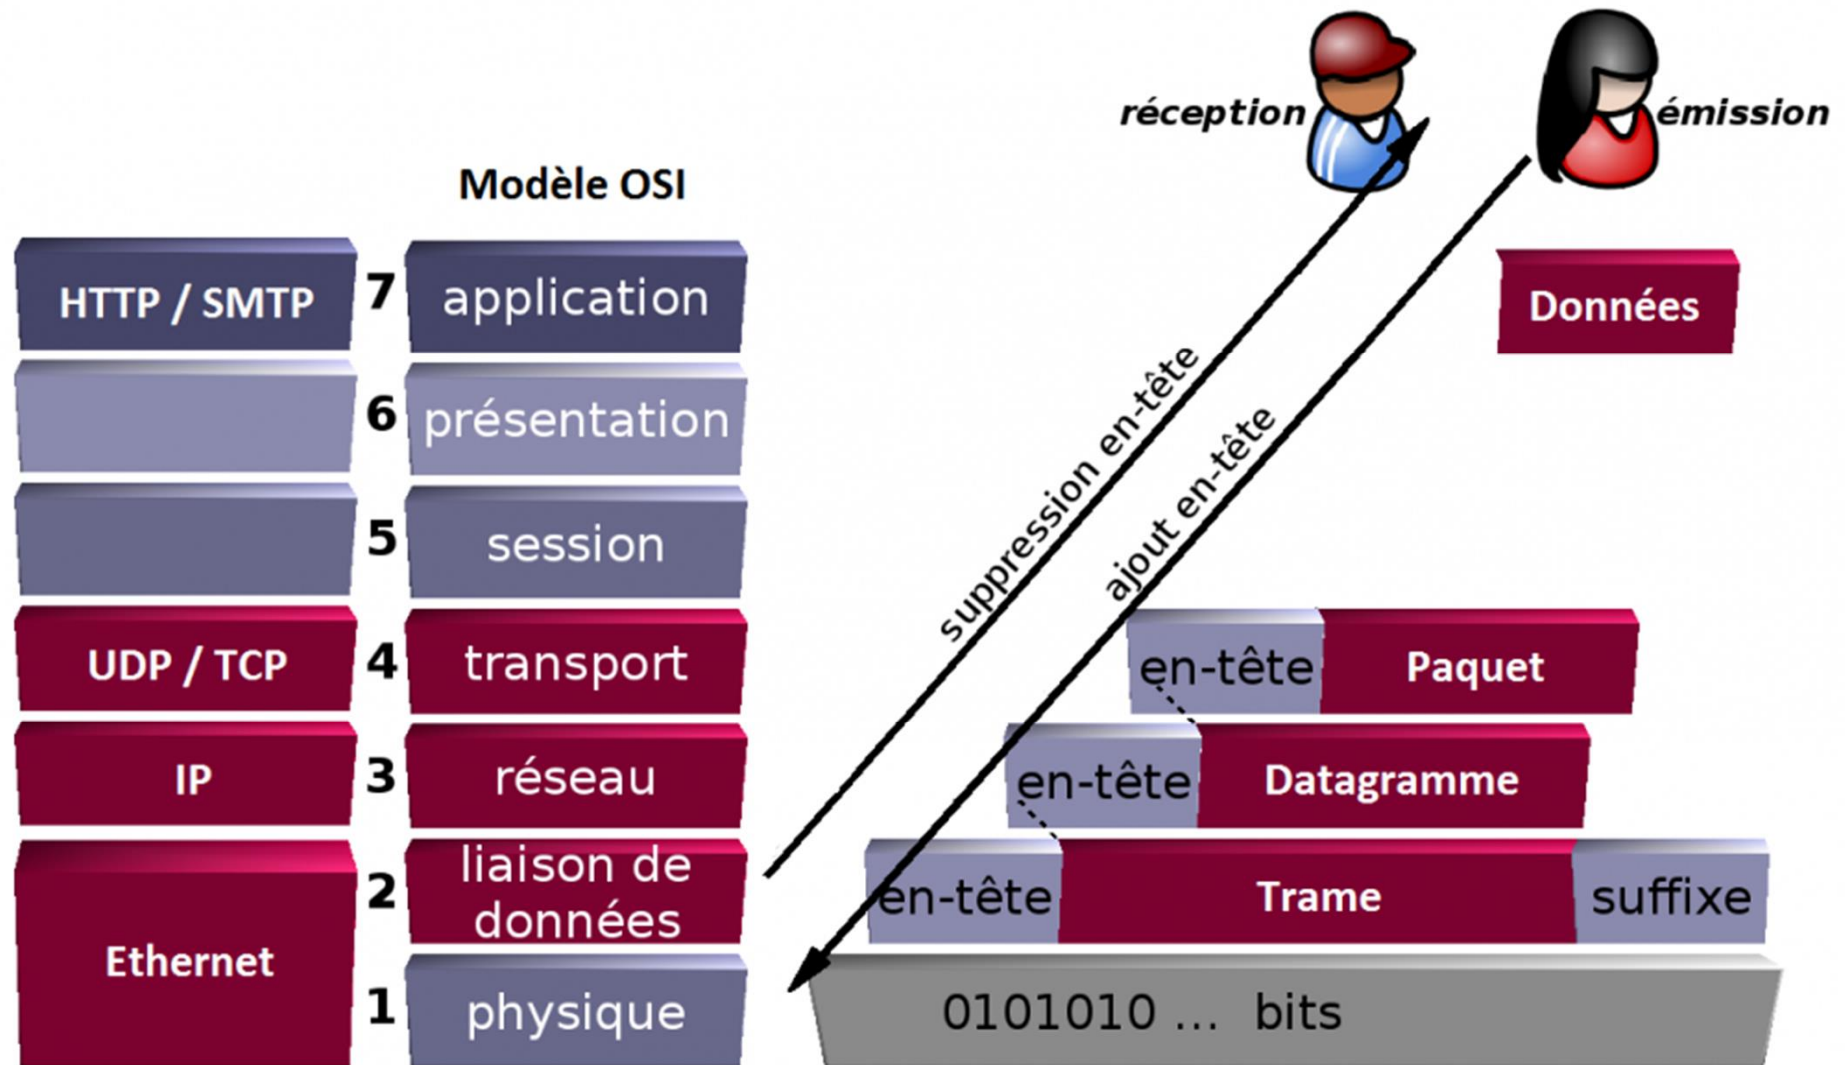 réception
émission
Modèle OSI
HTTP / SMTP 7 application
Données
6 présentation
suppression en-tête
ajout en-tête
5 session
UDP / TCP 4 transport
en-tête Paquet
IP 3 réseau
en-tête Datagramme
2 liaison de
données
en-tête Trame suffixe
Ethernet
1 physique
0101010 ... bits